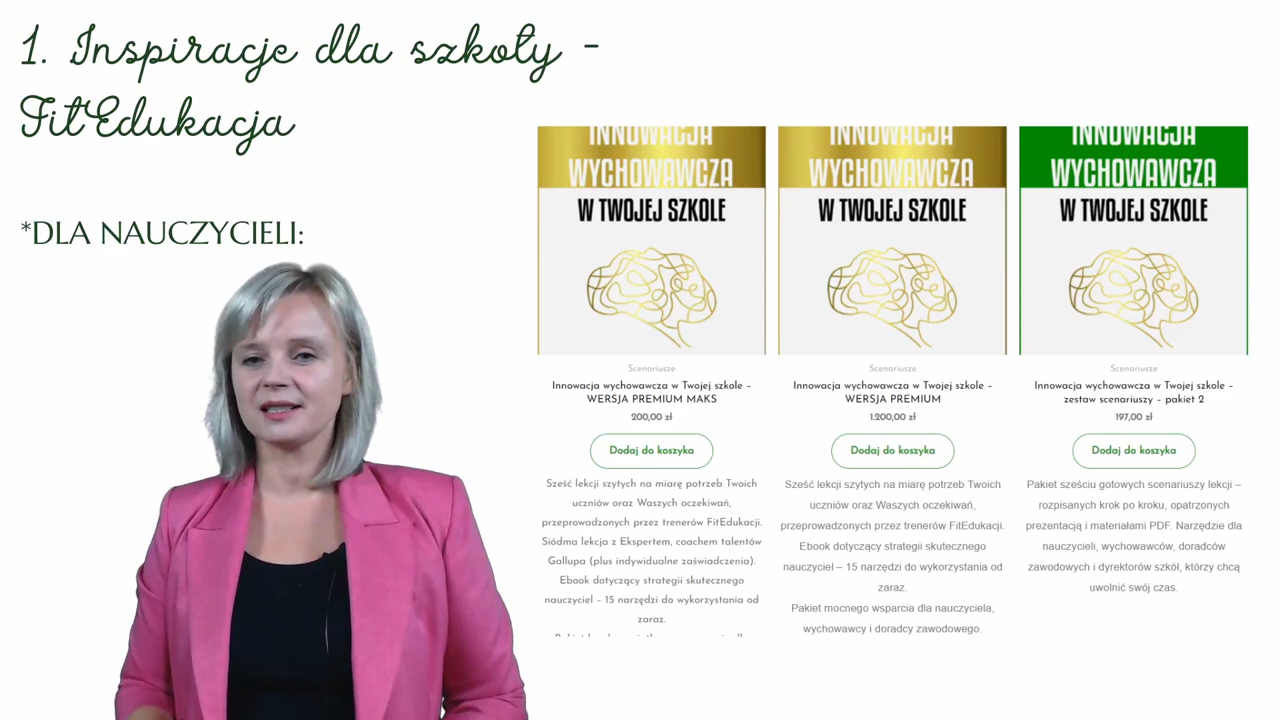 1. Inspiracje dla szkoły -
FitEdukacja
*DLA NAUCZYCIELI:
INNOWACJA
WYCHOWAWCZA
W TWOJEJ SZKOLE
Scenariusze
Innowacja wychowawcza w Twojej szkole –
WERSJA PREMIUM MAKS
200,00 zł
Dodaj do koszyka
Sześć lekcji szytych na miarę potrzeb Twoich
uczniów oraz Waszych oczekiwań,
przeprowadzonych przez trenerów FitEdukacji.
Siódma lekcja z Ekspertem, coachem talentów
Gallupa (plus indywidualne zaświadczenia).
Ebook dotyczący strategii skutecznego
nauczyciel – 15 narzędzi do wykorzystania od
zaraz.
INNOWACJA
WYCHOWAWCZA
W TWOJEJ SZKOLE
Scenariusze
Innowacja wychowawcza w Twojej szkole –
WERSJA PREMIUM
1.200,00 zł
Dodaj do koszyka
Sześć lekcji szytych na miarę potrzeb Twoich
uczniów oraz Waszych oczekiwań,
przeprowadzonych przez trenerów FitEdukacji.
Ebook dotyczący strategii skutecznego
nauczyciel – 15 narzędzi do wykorzystania od
zaraz.
Pakiet mocnego wsparcia dla nauczyciela,
wychowawcy i doradcy zawodowego.
INNOWACJA
WYCHOWAWCZA
W TWOJEJ SZKOLE
Scenariusze
Innowacja wychowawcza w Twojej szkole –
zestaw scenariuszy – pakiet 2
197,00 zł
Dodaj do koszyka
Pakiet sześciu gotowych scenariuszy lekcji –
rozpisanych krok po kroku, opatrzonych
prezentacją i materiałami PDF. Narzędzie dla
nauczycieli, wychowawców, doradców
zawodowych i dyrektorów szkół, którzy chcą
uwolnić swój czas.